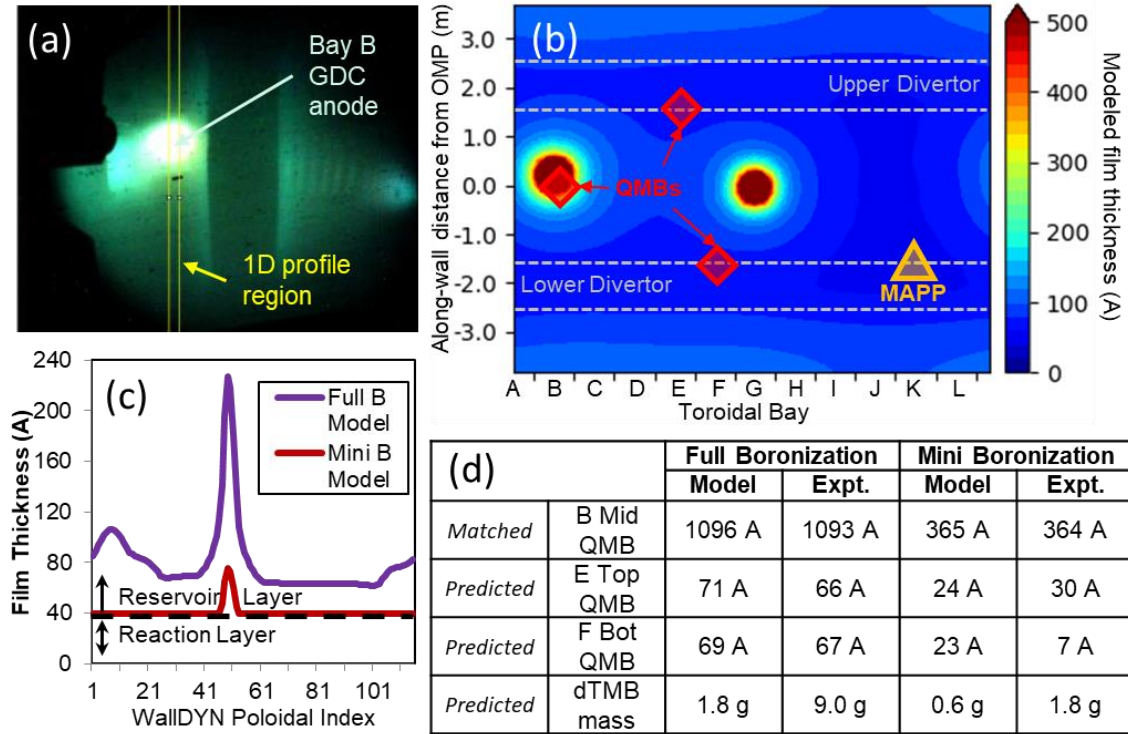 (a)
Bay B
GDC
anode
1D profile
region
(b)
Along-wall distance from OMP (m)
3.0
2.0
1.0
0.0
-1.0
-2.0
-3.0
Upper Divertor
QMBs
Lower Divertor
MAPP
A B C D E F G H I J K L
Toroidal Bay
500
400
300
200
100
0
Modeled film thickness (A)
(c)
Film Thickness (A)
240
200
160
120
80
40
0
Full B
Model
Mini B
Model
Reservoir Layer
Reaction Layer
1 21 41 61 81 101
WallDYN Poloidal Index
(d)
Full Boronization Mini Boronization
Model Expt. Model Expt.
Matched B Mid QMB 1096 A 1093 A 365 A 364 A
Predicted E Top QMB 71 A 66 A 24 A 30 A
Predicted F Bot QMB 69 A 67 A 23 A 7 A
Predicted dTMB mass 1.8 g 9.0 g 0.6 g 1.8 g